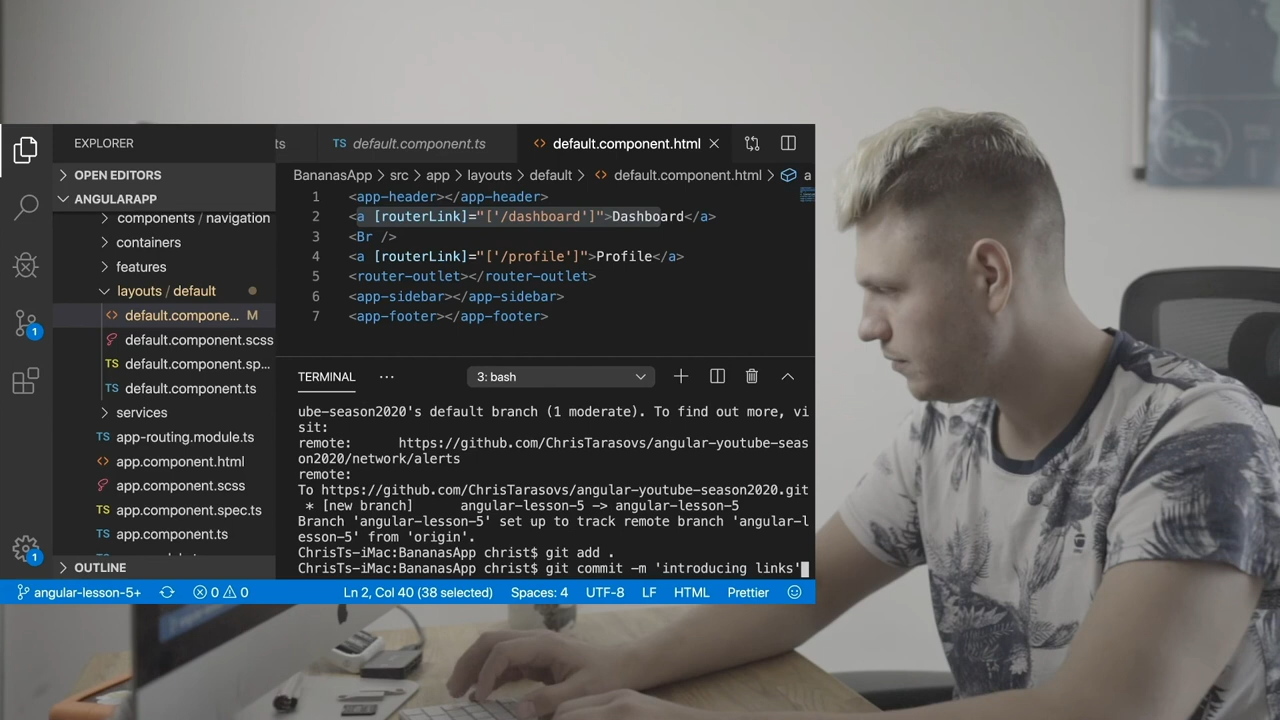 EXPLORER
OPEN EDITORS
ANGULARAPP
components / navigation
containers
features
layouts / default
default.compone... M
default.component.scss
TS default.component.sp...
TS default.component.ts
services
TS app-routing.module.ts
<> app.component.html
app.component.scss
TS app.component.spec.ts
TS app.component.ts
OUTLINE
1
1
ts
TS default.component.ts
<> default.component.html
BananasApp > src > app > layouts > default > <> default.component.html > a
1 <app-header></app-header>
2 <a [routerLink]="['/dashboard']">Dashboard</a>
3 <Br />
4 <a [routerLink]="['/profile']">Profile</a>
5 <router-outlet></router-outlet>
6 <app-sidebar></app-sidebar>
7 <app-footer></app-footer>
TERMINAL ... 3: bash
ube-season2020's default branch (1 moderate). To find out more, vi
sit:
remote: https://github.com/ChrisTarasovs/angular-youtube-seas
on2020/network/alerts
remote:
To https://github.com/ChrisTarasovs/angular-youtube-season2020.git
* [new branch] angular-lesson-5 -> angular-lesson-5
Branch 'angular-lesson-5' set up to track remote branch 'angular-l
esson-5' from 'origin'.
ChrisTs-iMac:BananasApp christ$ git add .
ChrisTs-iMac:BananasApp christ$ git commit -m 'introducing links'
angular-lesson-5+ 0 0 Ln 2, Col 40 (38 selected) Spaces: 4 UTF-8 LF HTML Prettier